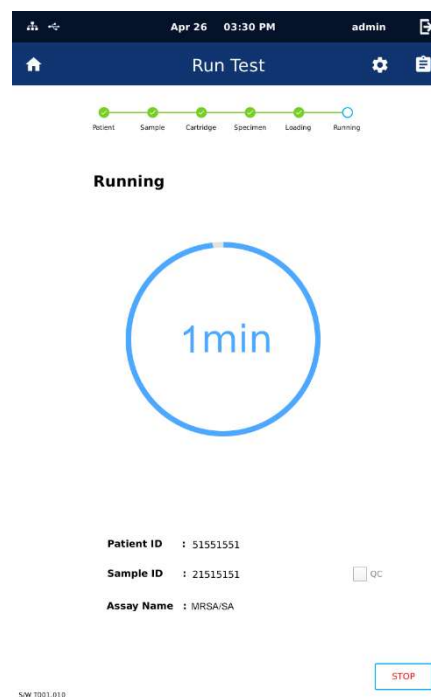 Apr 26 03:30 PM admin
Run Test
Patient Sample Cartridge Specimen Loading Running
Running
1min
Patient ID : 51551551
Sample ID : 21515151
QC
Assay Name : MRSA/SA
STOP
S/W T001.010